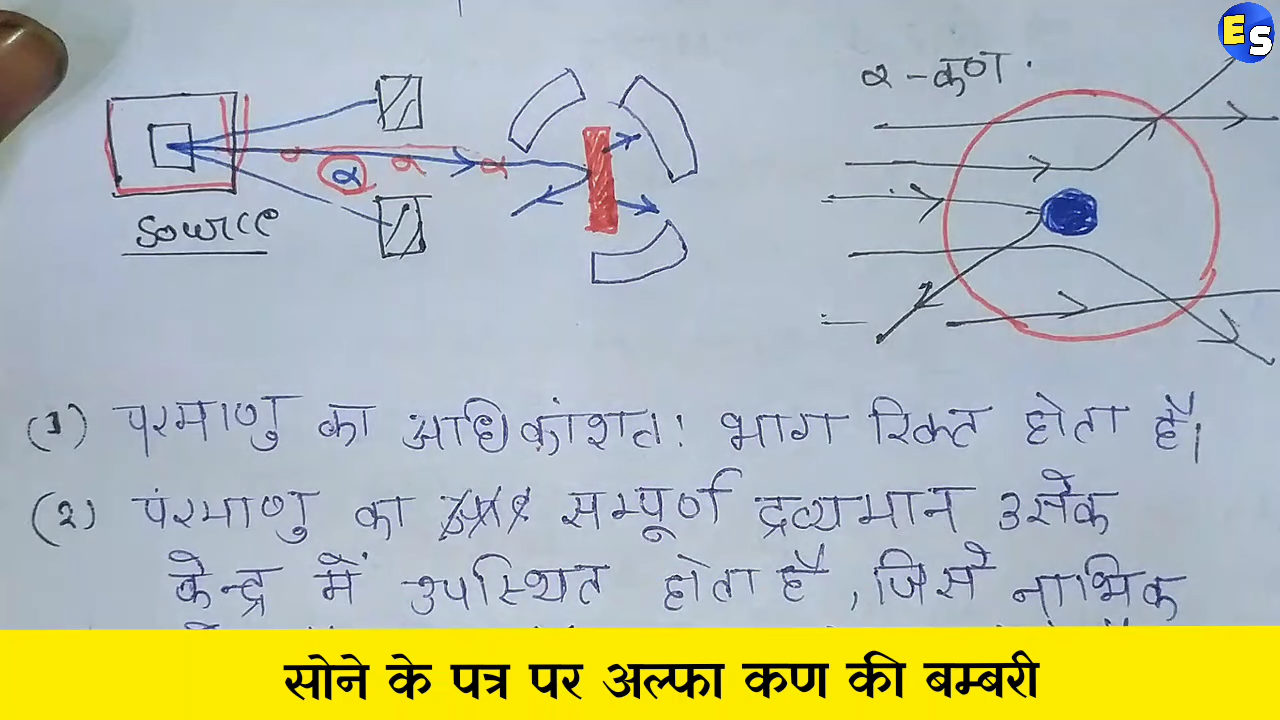 ES
α - कण .
α α α α
Source
(1) परमाणु का अधिकांशतः भाग रिक्त होता है।
(2) परमाणु का सम्पूर्ण द्रव्यमान उसके
केन्द्र में उपस्थित होता है, जिसे नाभिक
सोने के पत्र पर अल्फा कण की बम्बरी